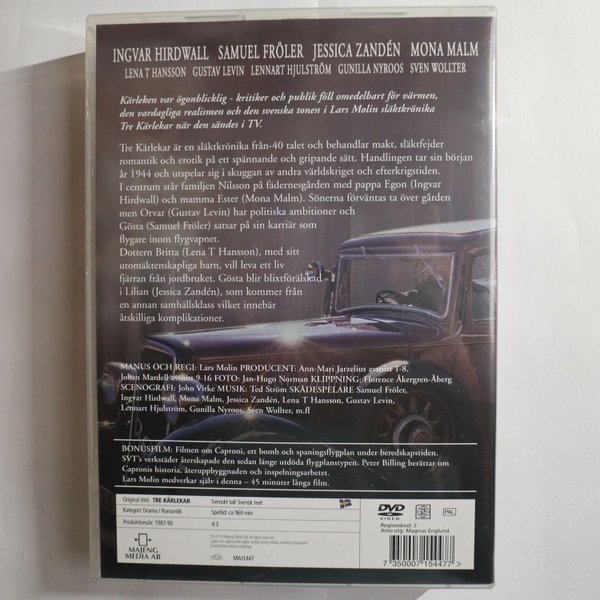 INGVAR HIRDWALL SAMUEL FRÖLER JESSICA ZANDÉN MONA MALM
LENA T HANSSON GUSTAV LEVIN LENNART HJULSTRÖM GUNILLA NYROOS SVEN WOLLTER
Kärleken var ögonblicklig - kritiker och publik föll omedelbart för värmen,
den vardagliga realismen och den svenska tonen i Lars Molin släktkrönika
Tre Kärlekar när den sändes i TV.
Tre Kärlekar är en släktkrönika från-40 talet och behandlar makt, släktfejder
romantik och erotik på ett spännande och gripande sätt. Handlingen tar sin början
år 1944 och utspelar sig i skuggan av andra världskriget och efterkrigstiden.
I centrum står familjen Nilsson på fädernesgården med pappa Egon (Ingvar
Hirdwall) och mamma Ester (Mona Malm). Sönerna förväntas ta över gården
men Orvar (Gustav Levin) har politiska ambitioner och
Gösta (Samuel Fröler) satsar på sin karriär som
flygare inom flygvapnet.
Dottern Britta (Lena T Hansson), med sitt
utomäktenskapliga barn, vill leva ett liv
fjärran från jordbruket. Gösta blir blixtförälskad
i Lilian (Jessica Zandén), som kommer från
en annan samhällsklass vilket innebär
åtskilliga komplikationer.
MANUS OCH REGI: Lars Molin PRODUCENT: Ann-Mari Jarzelius avsnitt 1-8,
Johan Mardell avsnitt 9-16 FOTO: Jan-Hugo Norman KLIPPNING: Florence Åkergren-Åberg
SCENOGRAFI: John Virke MUSIK: Ted Ström SKÅDESPELARE Samuel Fröler,
Ingvar Hirdwall, Mona Malm, Jessica Zandén, Lena T Hansson, Gustav Levin,
Lennart Hjulström, Gunilla Nyroos, Sven Wollter, m.fl
BONUSFILM: Filmen om Caproni, ett bomb och spaningsflygplan under beredskapstiden.
SVT's verkstäder återskapade den sedan länge utdöda flygplanstypen. Peter Billing berättar om
Capronis historia, återuppbyggnaden och inspelningsarbetet.
Lars Molin medverkar själv i denna – 45 minuter långa film.
Original titel: TRE KÄRLEKAR
Kategori: Drama / Romantik
Produktionsår: 1987-90
Svenskt tal/ Svensk text
Speltid: ca 960 min
4:3
MAJENG
MEDIA AB
nCb MAJ1447
DVD
VIDEO
2
PAL
Regionskod: 2
Ansv.utg: Magnus Englund
7 350007 154477 >